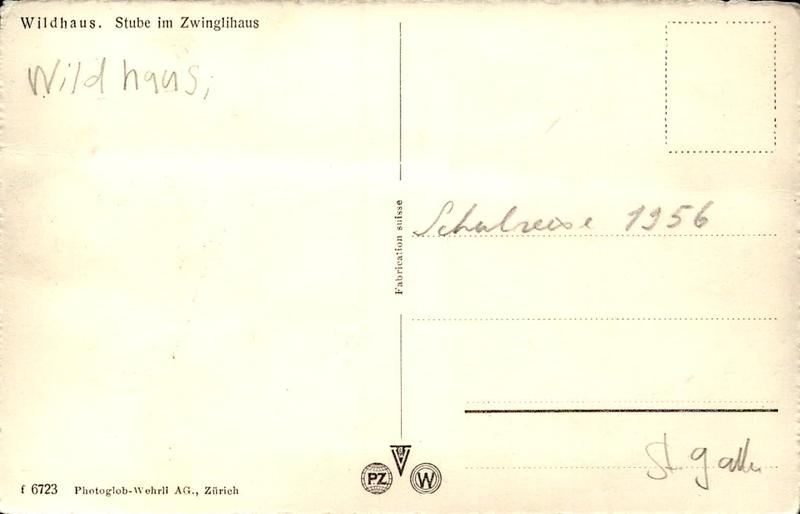 Wildhaus. Stube im Zwinglihaus
Wildhaus,
Fabrication suisse
Schulreise 1956
St. Gallen
PZ
W
f 6723 Photoglob-Wehrli AG., Zürich